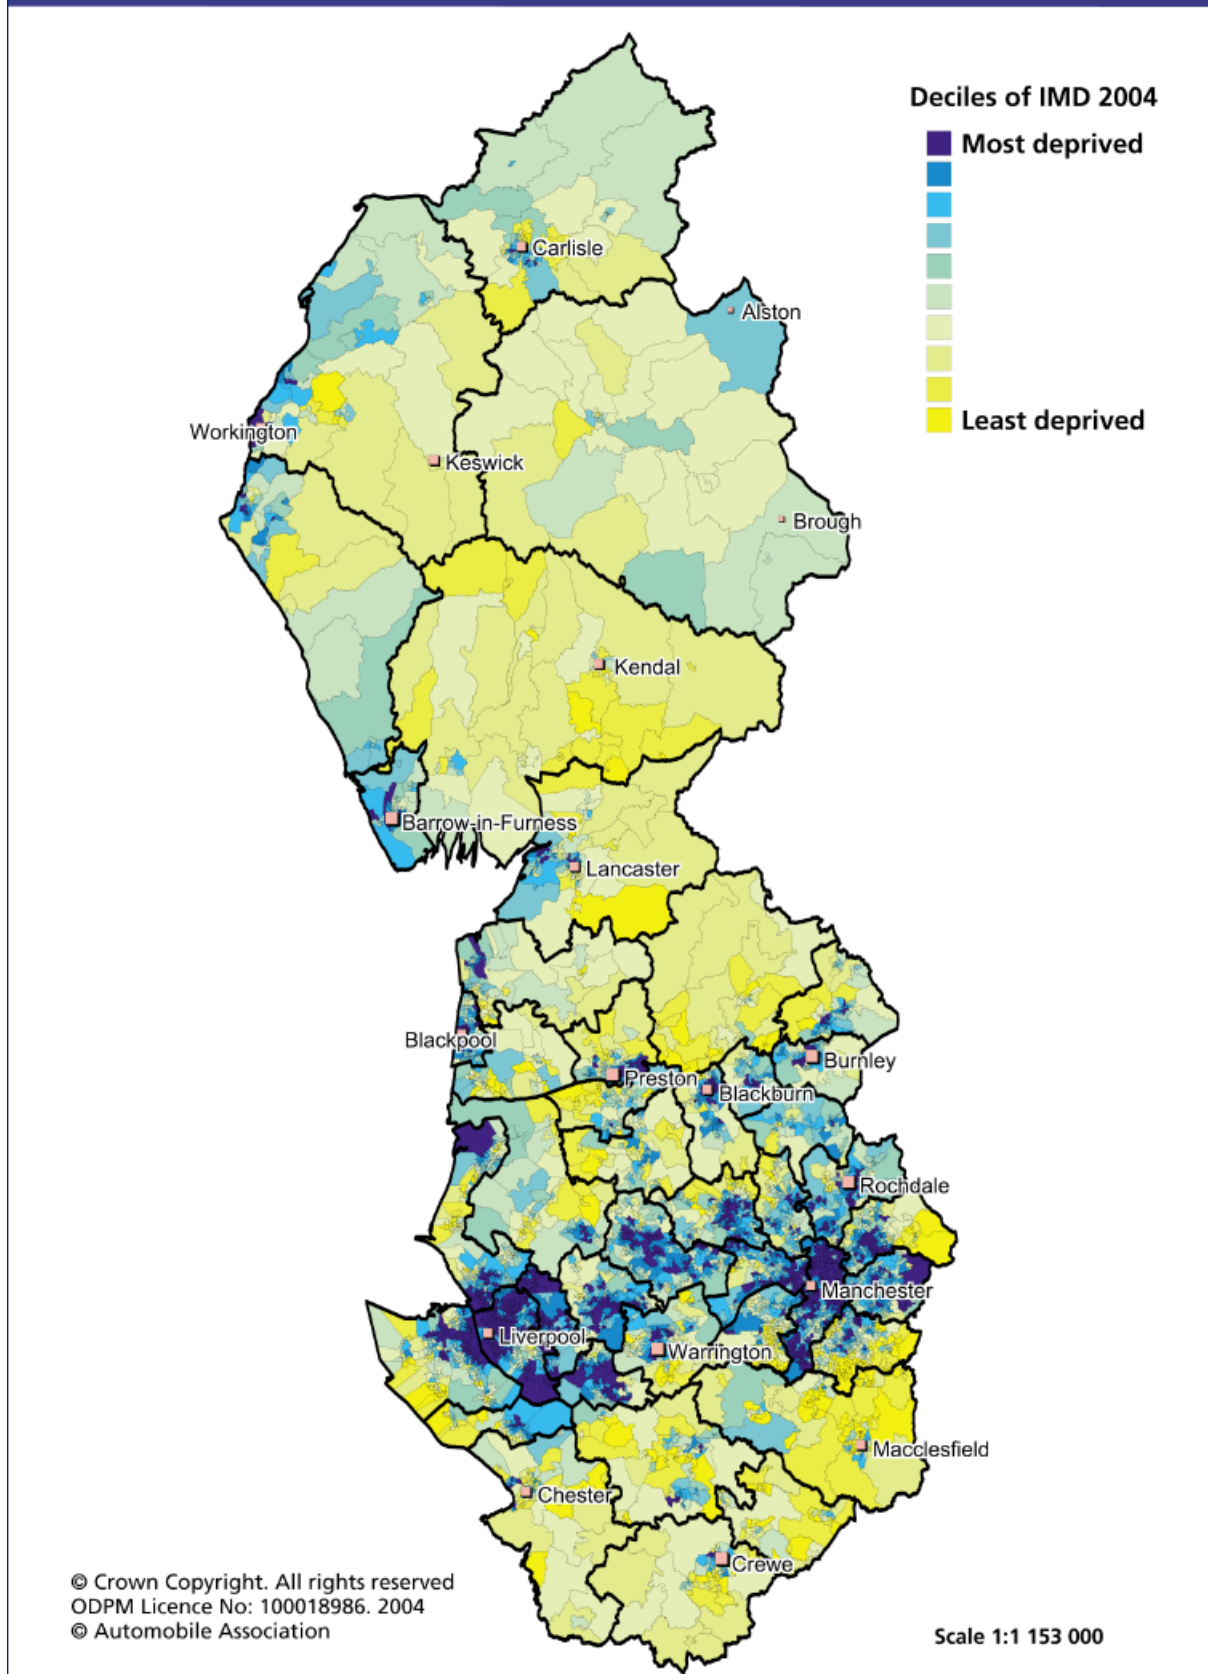 Deciles of IMD 2004
Most deprived
Least deprived
Carlisle
Alston
Workington
Keswick
Brough
Kendal
Barrow-in-Furness
Lancaster
Blackpool
Burnley
Preston
Blackburn
Rochdale
Manchester
Liverpool
Warrington
Macclesfield
Chester
Crewe
© Crown Copyright. All rights reserved
ODPM Licence No: 100018986. 2004
© Automobile Association
Scale 1:1 153 000